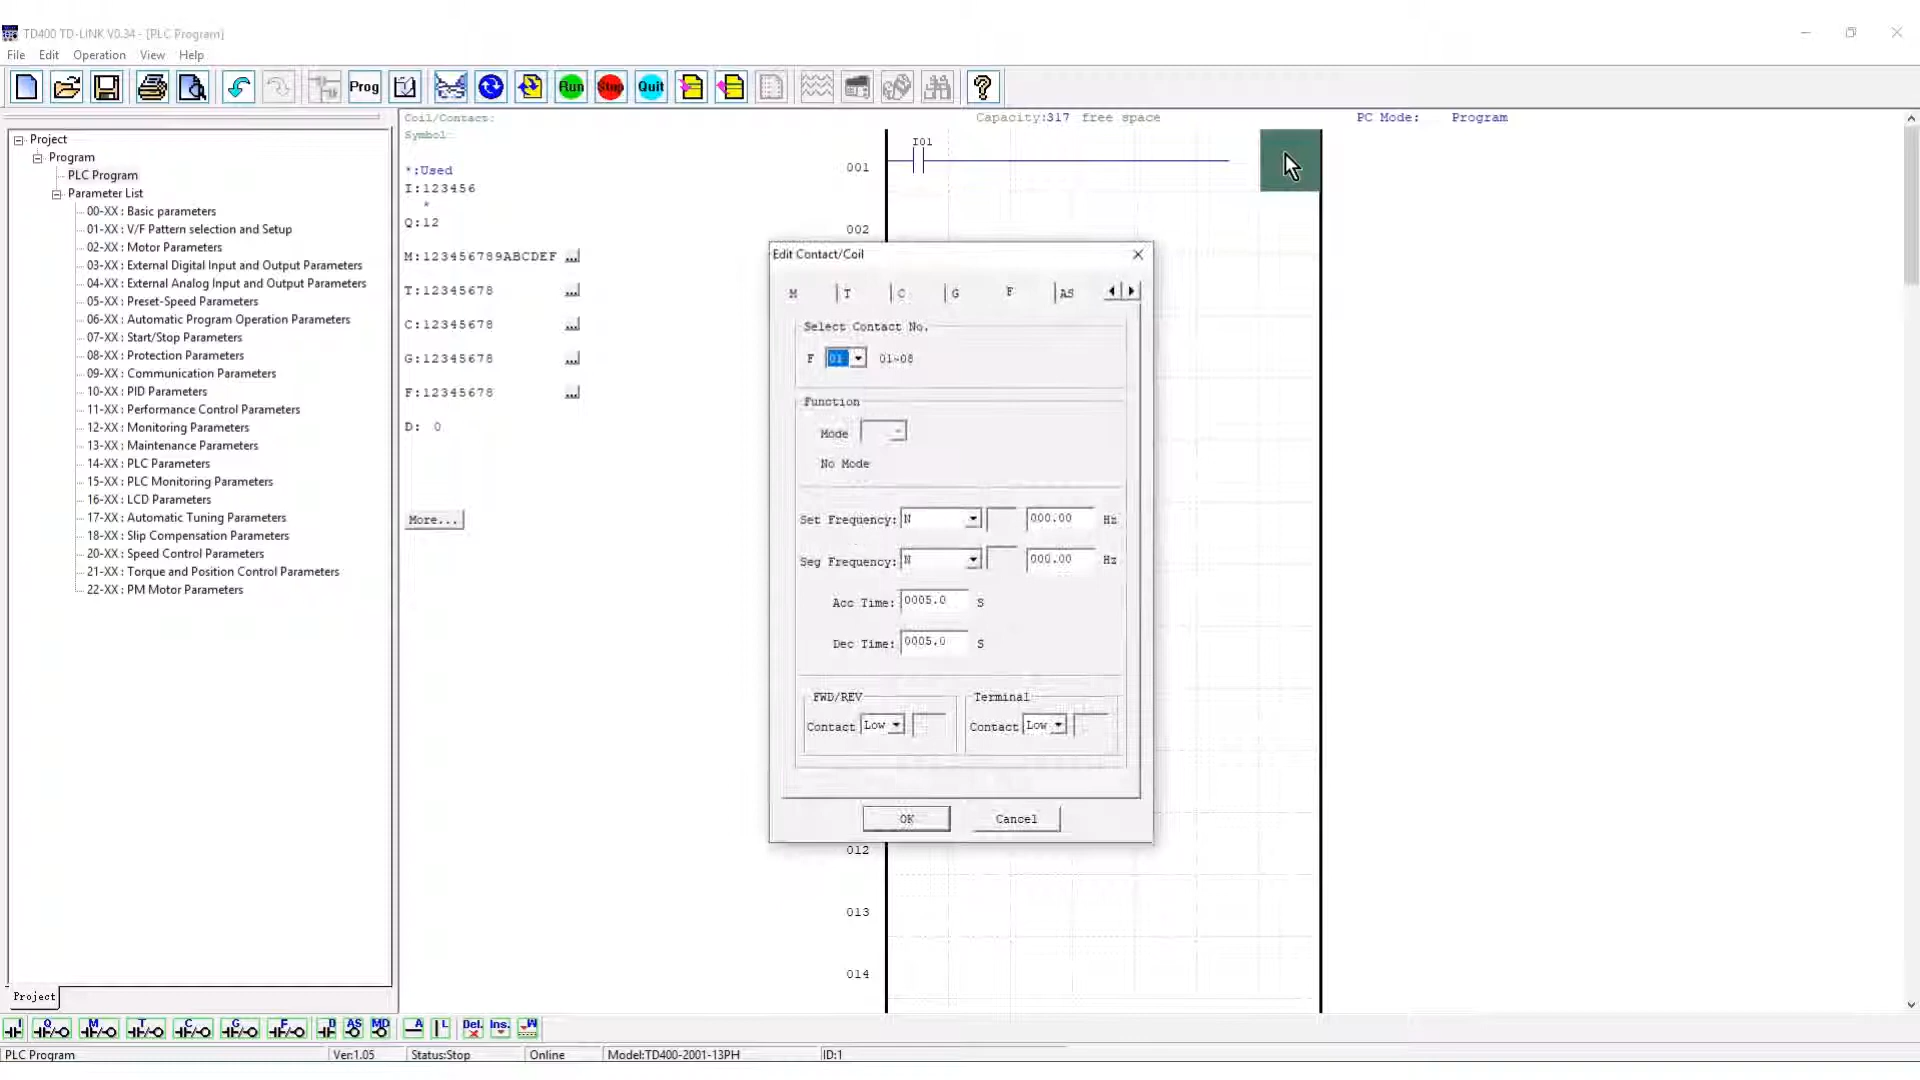 TD400 TD-LINK V0.34 - [PLC Program]
File Edit Operation View Help
Prog Run Stop Quit
Coil/Contact: Capacity:317 free space PC Mode: Program
Symbol:
Project
Program
PLC Program
Parameter List
00-XX : Basic parameters
01-XX : V/F Pattern selection and Setup
02-XX : Motor Parameters
03-XX : External Digital Input and Output Parameters
04-XX : External Analog Input and Output Parameters
05-XX : Preset-Speed Parameters
06-XX : Automatic Program Operation Parameters
07-XX : Start/Stop Parameters
08-XX : Protection Parameters
09-XX : Communication Parameters
10-XX : PID Parameters
11-XX : Performance Control Parameters
12-XX : Monitoring Parameters
13-XX : Maintenance Parameters
14-XX : PLC Parameters
15-XX : PLC Monitoring Parameters
16-XX : LCD Parameters
17-XX : Automatic Tuning Parameters
18-XX : Slip Compensation Parameters
20-XX : Speed Control Parameters
21-XX : Torque and Position Control Parameters
22-XX : PM Motor Parameters
Project
*:Used
I:123456
*
Q:12
M:123456789ABCDEF ...
T:12345678 ...
C:12345678 ...
G:12345678 ...
F:12345678 ...
D: 0
More...
I01
001
002
Edit Contact/Coil
M T C G F AS
Select Contact No.
F 01 01~08
Function
Mode
No Mode
Set Frequency: N 000.00 Hz
Seg Frequency: N 000.00 Hz
Acc Time: 0005.0 S
Dec Time: 0005.0 S
FWD/REV Terminal
Contact Low Contact Low
OK Cancel
012
013
014
I Q M T C G F D AS MD A L Del. Ins. W
PLC Program Ver:1.05 Status:Stop Online Model:TD400-2001-13PH ID:1